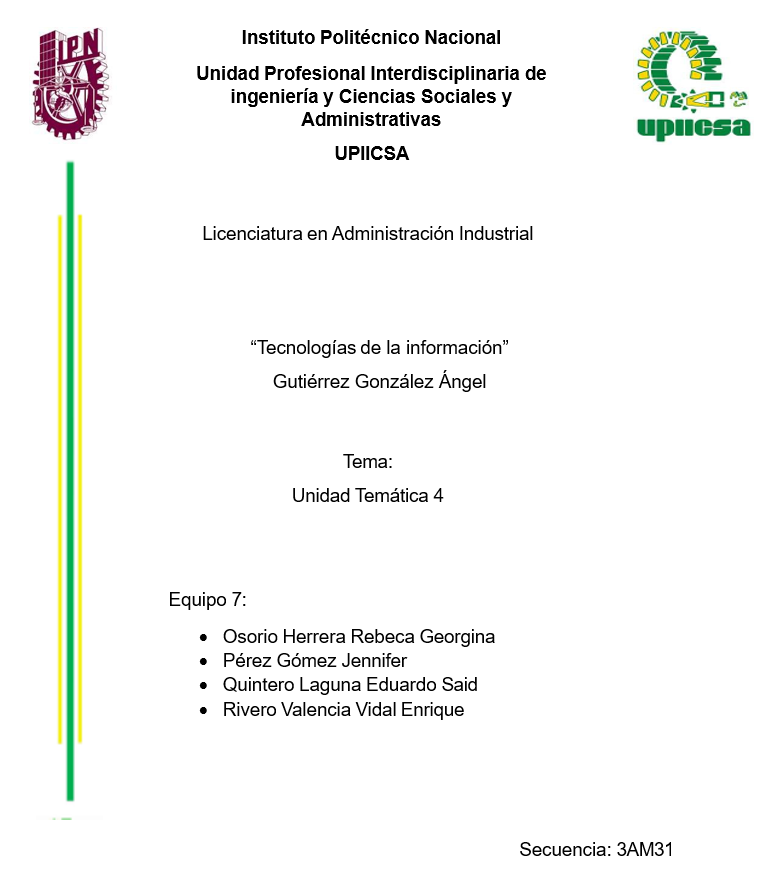 IPN
Instituto Politécnico Nacional
Unidad Profesional Interdisciplinaria de
ingeniería y Ciencias Sociales y
Administrativas
UPIICSA
upiicsa
Licenciatura en Administración Industrial
“Tecnologías de la información”
Gutiérrez González Ángel
Tema:
Unidad Temática 4
Equipo 7:
• Osorio Herrera Rebeca Georgina
• Pérez Gómez Jennifer
• Quintero Laguna Eduardo Said
• Rivero Valencia Vidal Enrique
Secuencia: 3AM31